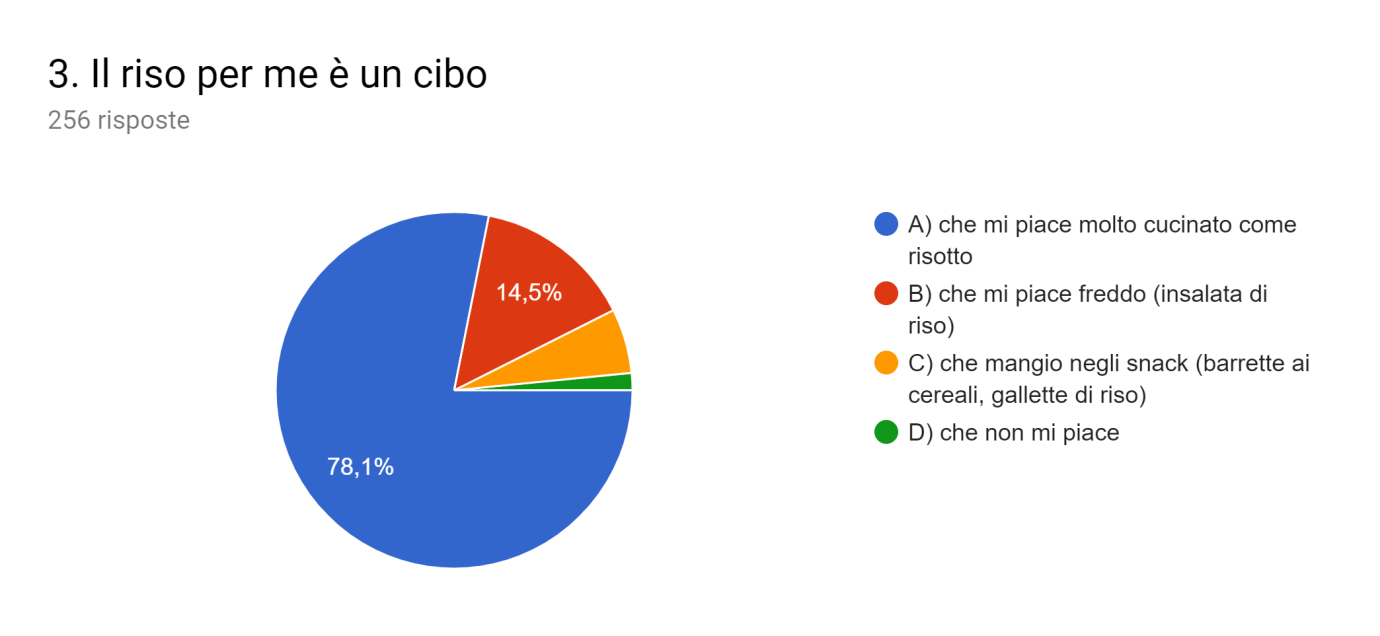 3. Il riso per me è un cibo
256 risposte
14,5%
78,1%
A) che mi piace molto cucinato come
risotto
B) che mi piace freddo (insalata di
riso)
C) che mangio negli snack (barrette ai
cereali, gallette di riso)
D) che non mi piace